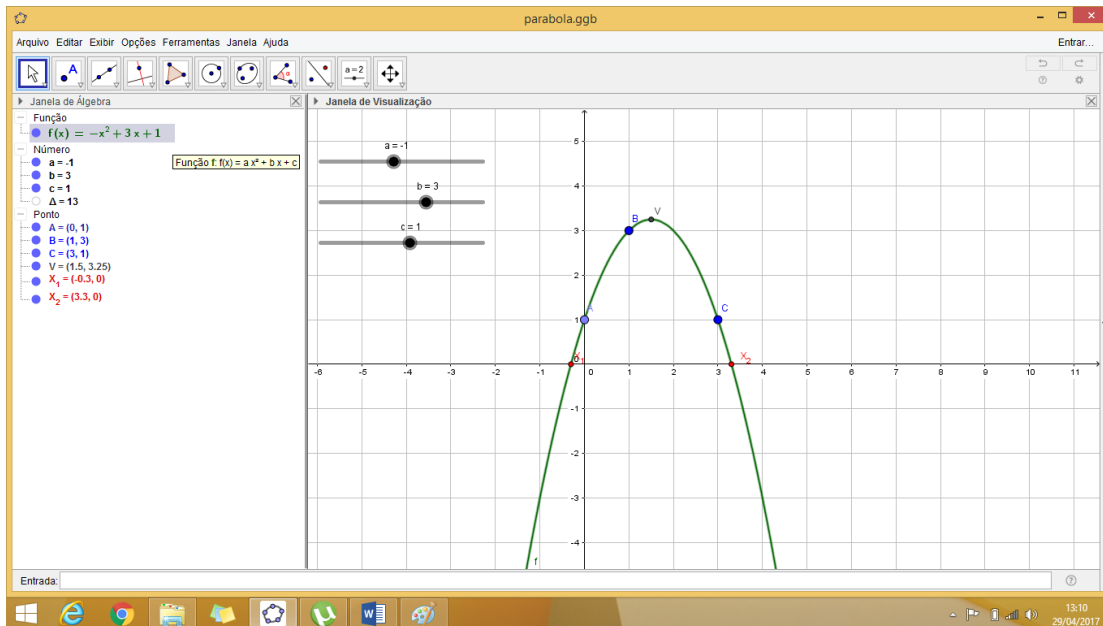 parabola.ggb
Arquivo Editar Exibir Opções Ferramentas Janela Ajuda
Entrar...
A
α
a = 2
Janela de Álgebra
Janela de Visualização
Função
f(x) = -x² + 3 x + 1
Número
a = -1
Função f: f(x) = a x² + b x + c
b = 3
c = 1
Δ = 13
Ponto
A = (0, 1)
B = (1, 3)
C = (3, 1)
V = (1.5, 3.25)
X₁ = (-0.3, 0)
X₂ = (3.3, 0)
a = -1
b = 3
c = 1
5
4
3
2
1
0
-1
-2
-3
-4
-6 -5 -4 -3 -2 -1 0 1 2 3 4 5 6 7 8 9 10 11
B
V
A
C
X₁
X₂
f
Entrada:
13:10
29/04/2017